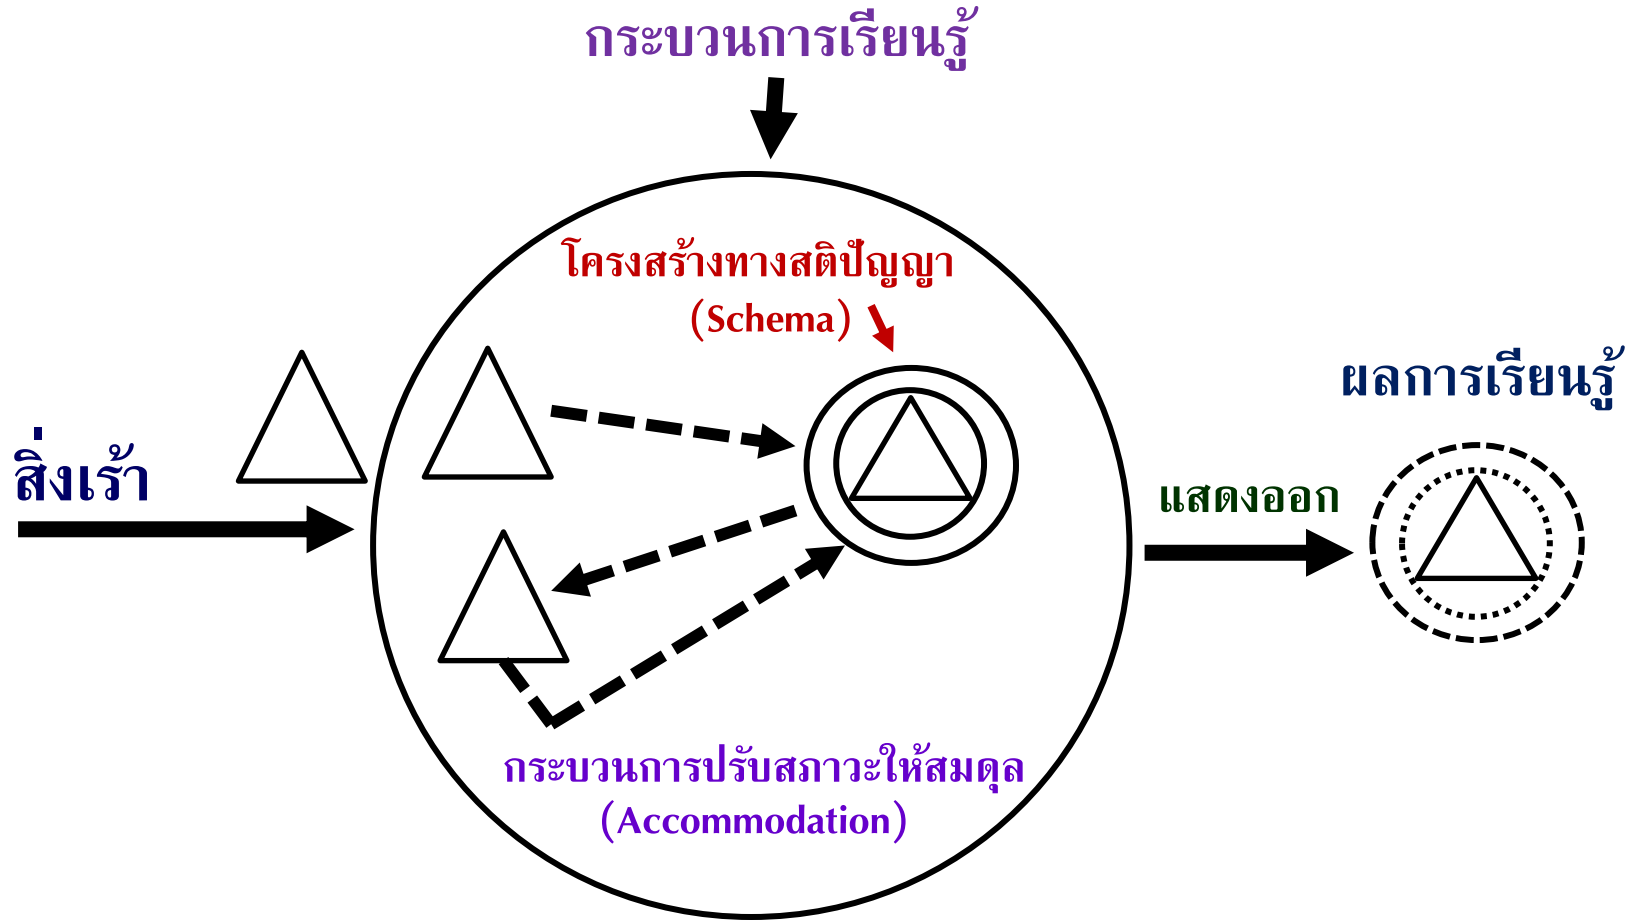 กระบวนการเรียนรู้
โครงสร้างทางสติปัญญา
(Schema)
สิ่งเร้า
ผลการเรียนรู้
แสดงออก
กระบวนการปรับสภาวะให้สมดุล
(Accommodation)